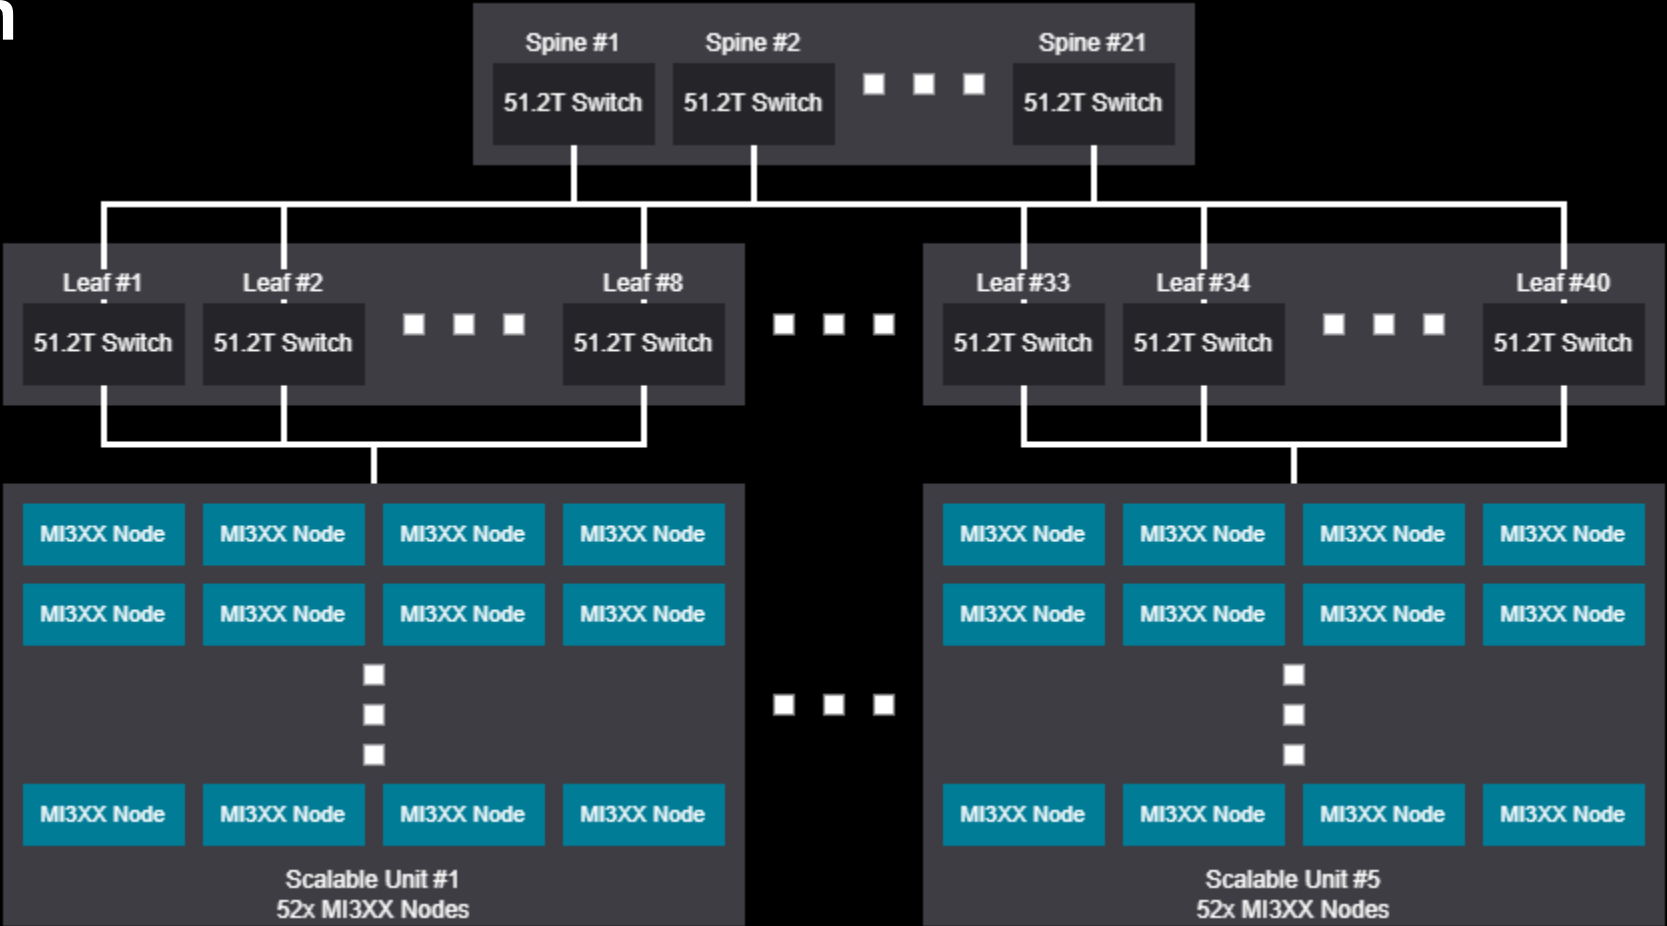 Spine #1
Spine #2
Spine #21
51.2T Switch
51.2T Switch
51.2T Switch
Leaf #1
Leaf #2
Leaf #8
Leaf #33
Leaf #34
Leaf #40
51.2T Switch
51.2T Switch
51.2T Switch
51.2T Switch
51.2T Switch
51.2T Switch
MI3XX Node
MI3XX Node
MI3XX Node
MI3XX Node
MI3XX Node
MI3XX Node
MI3XX Node
MI3XX Node
MI3XX Node
MI3XX Node
MI3XX Node
MI3XX Node
Scalable Unit #1
52x MI3XX Nodes
MI3XX Node
MI3XX Node
MI3XX Node
MI3XX Node
MI3XX Node
MI3XX Node
MI3XX Node
MI3XX Node
MI3XX Node
MI3XX Node
MI3XX Node
MI3XX Node
Scalable Unit #5
52x MI3XX Nodes